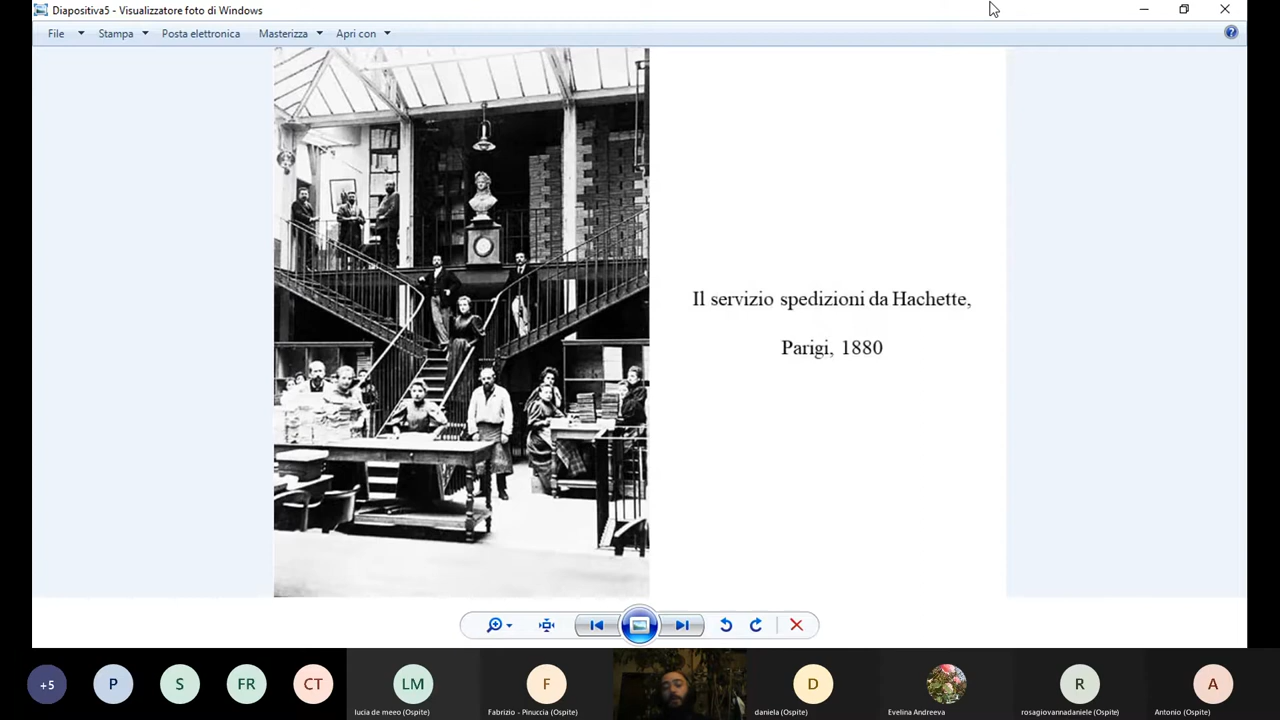 Diapositiva5 - Visualizzatore foto di Windows
File Stampa Posta elettronica Masterizza Apri con
Il servizio spedizioni da Hachette,
Parigi, 1880
+5 P S FR CT LM F D R A
lucia de meeo (Ospite) Fabrizio - Pinuccia (Ospite) daniela (Ospite) Evelina Andreeva rosagiovannadaniele (Ospite) Antonio (Ospite)